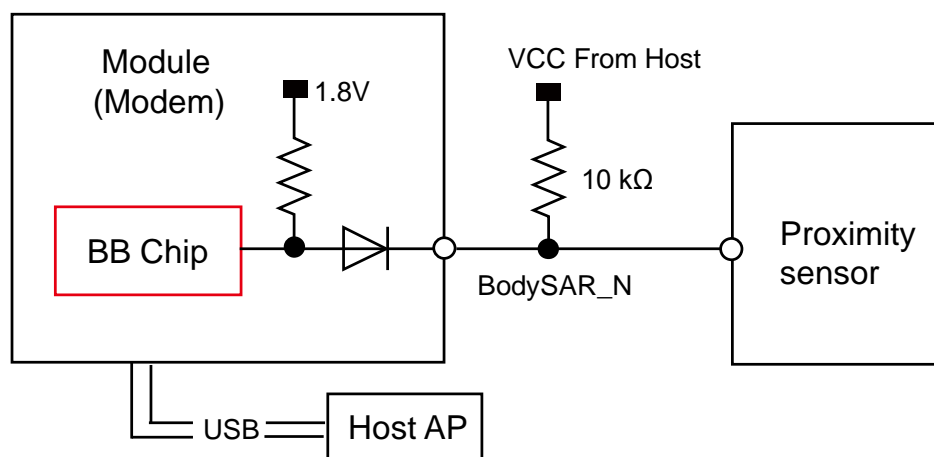 Module
(Modem)
1.8V
VCC From Host
10 kΩ
BB Chip
BodySAR_N
Proximity
sensor
USB
Host AP